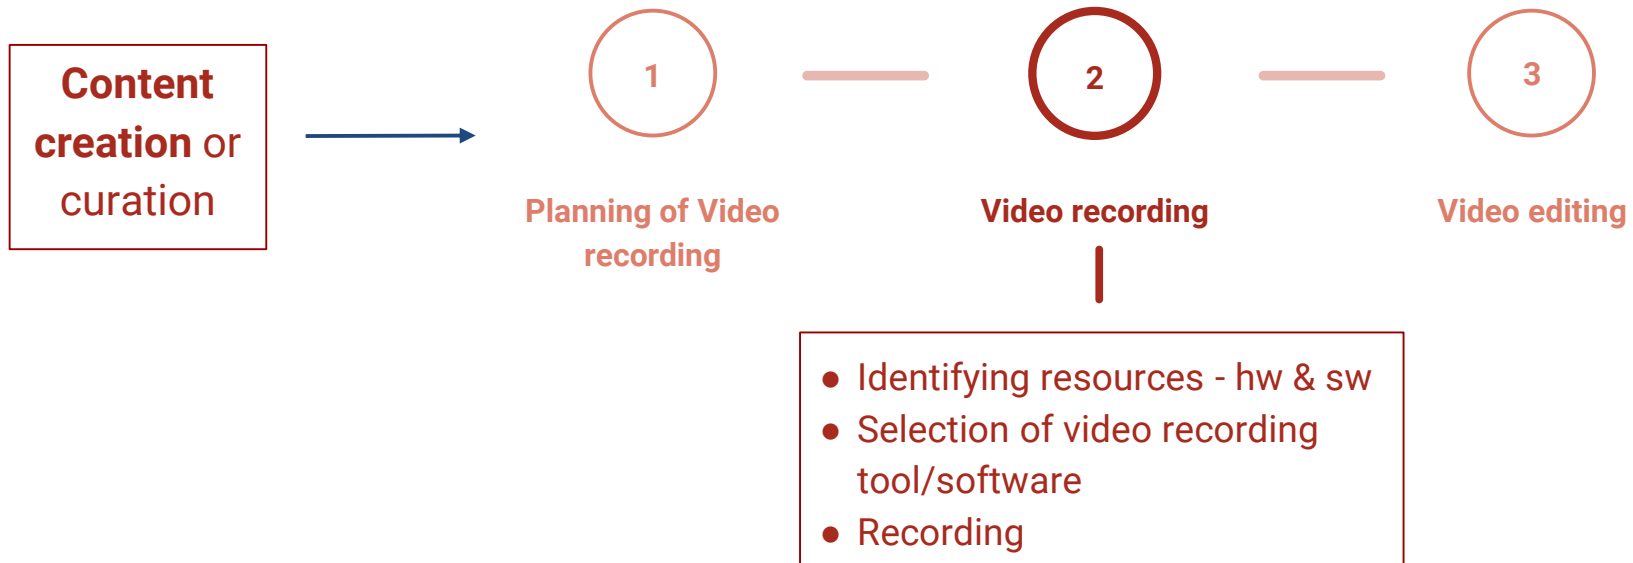 Content
creation or
curation
1
2
3
Planning of Video
recording
Video recording
Video editing
● Identifying resources - hw & sw
● Selection of video recording
tool/software
● Recording